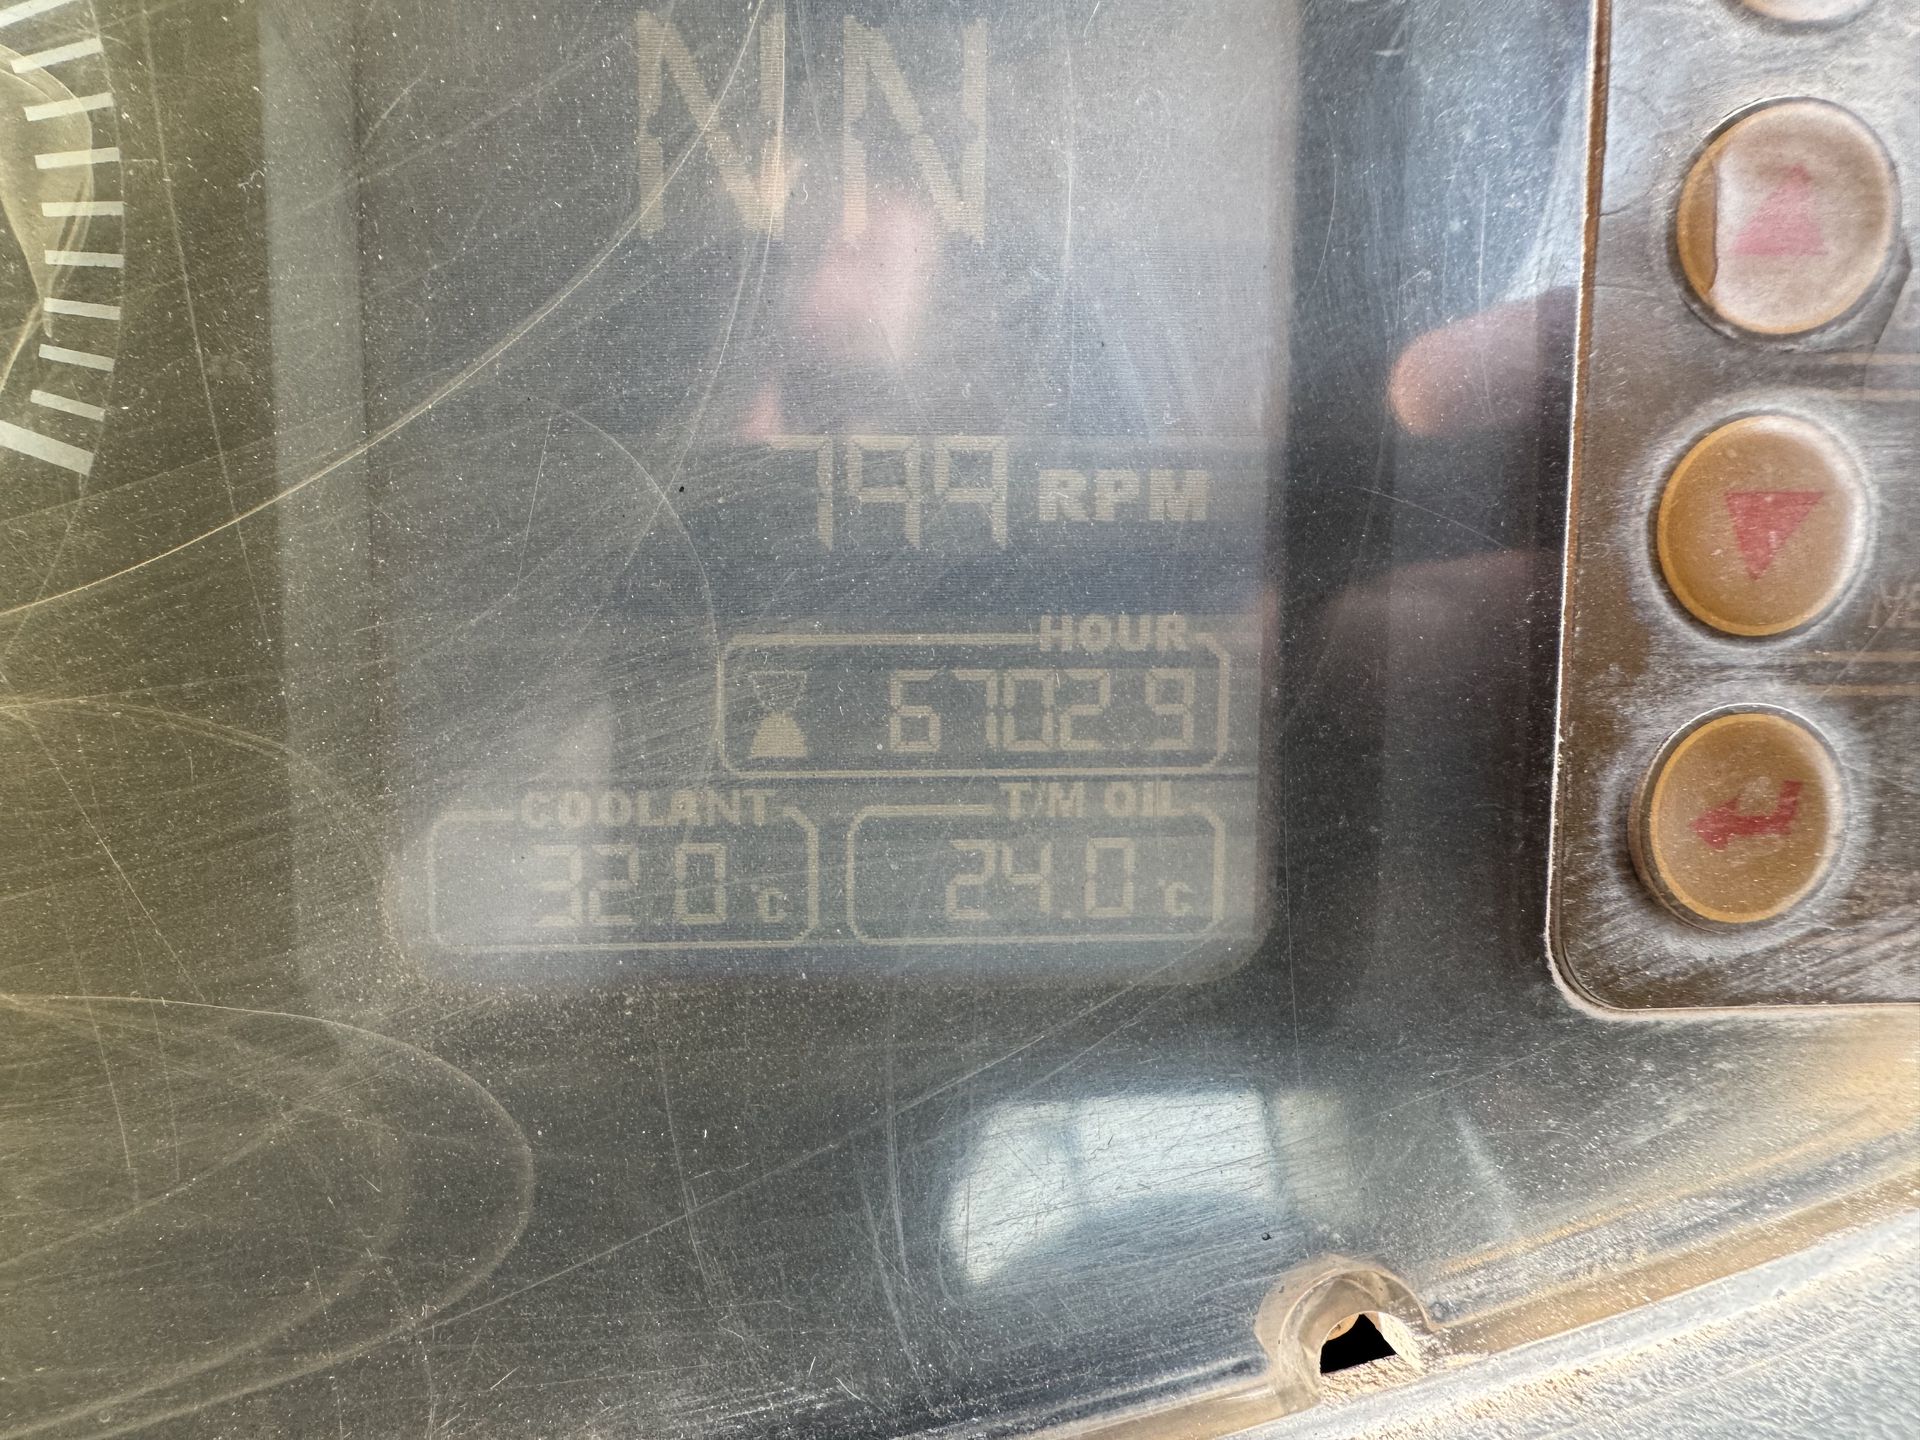 NN
799 RPM
HOUR
6702.9
COOLANT
32.0 °C
T/M OIL
24.0 °C